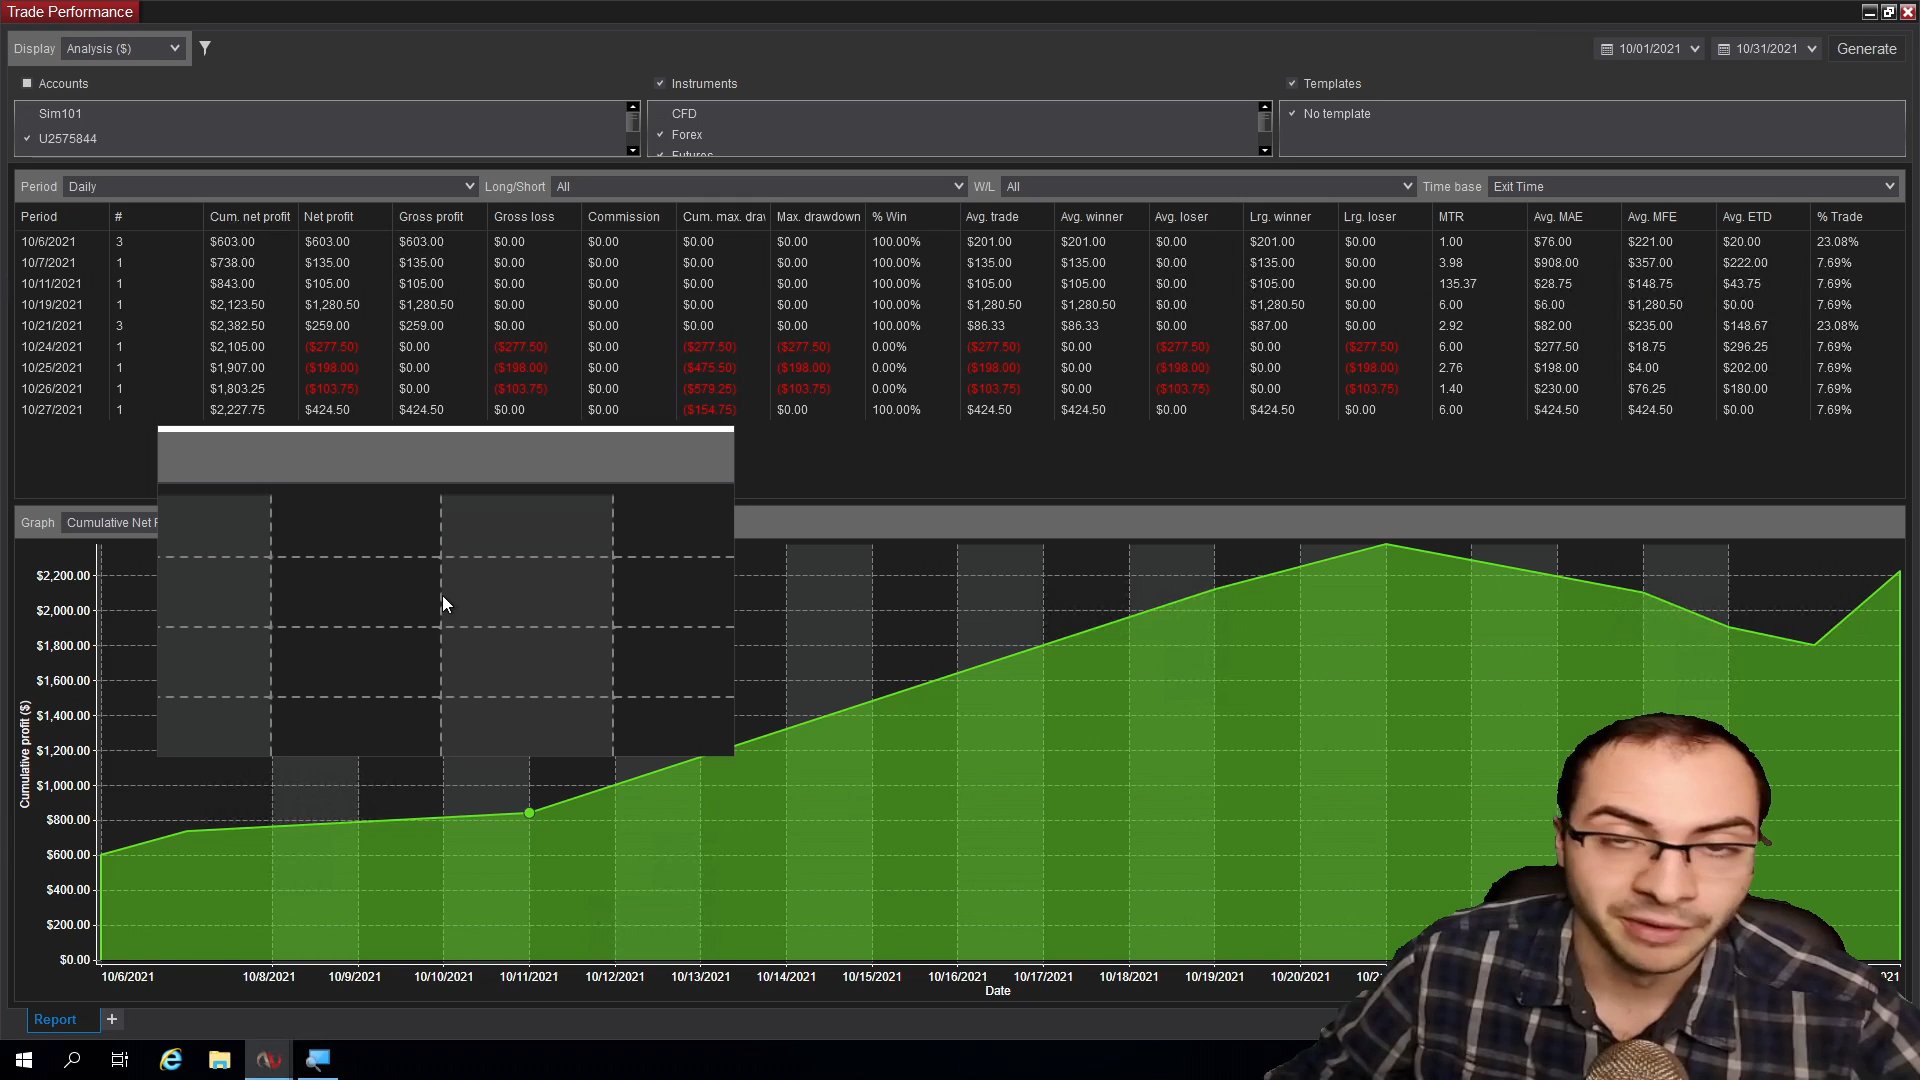 Trade Performance
Display Analysis ($)
10/01/2021 10/31/2021 Generate
Accounts Instruments Templates
Sim101 CFD No template
U2575844 Forex
Futures
Period Daily Long/Short All W/L All Time base Exit Time
Period # Cum. net profit Net profit Gross profit Gross loss Commission Cum. max. drav Max. drawdown % Win Avg. trade Avg. winner Avg. loser Lrg. winner Lrg. loser MTR Avg. MAE Avg. MFE Avg. ETD % Trade
10/6/2021 3 $603.00 $603.00 $603.00 $0.00 $0.00 $0.00 $0.00 100.00% $201.00 $201.00 $0.00 $201.00 $0.00 1.00 $76.00 $221.00 $20.00 23.08%
10/7/2021 1 $738.00 $135.00 $135.00 $0.00 $0.00 $0.00 $0.00 100.00% $135.00 $135.00 $0.00 $135.00 $0.00 3.98 $908.00 $357.00 $222.00 7.69%
10/11/2021 1 $843.00 $105.00 $105.00 $0.00 $0.00 $0.00 $0.00 100.00% $105.00 $105.00 $0.00 $105.00 $0.00 135.37 $28.75 $148.75 $43.75 7.69%
10/19/2021 1 $2,123.50 $1,280.50 $1,280.50 $0.00 $0.00 $0.00 $0.00 100.00% $1,280.50 $1,280.50 $0.00 $1,280.50 $0.00 6.00 $6.00 $1,280.50 $0.00 7.69%
10/21/2021 3 $2,382.50 $259.00 $259.00 $0.00 $0.00 $0.00 $0.00 100.00% $86.33 $86.33 $0.00 $87.00 $0.00 2.92 $82.00 $235.00 $148.67 23.08%
10/24/2021 1 $2,105.00 ($277.50) $0.00 ($277.50) $0.00 ($277.50) ($277.50) 0.00% ($277.50) $0.00 ($277.50) $0.00 ($277.50) 6.00 $277.50 $18.75 $296.25 7.69%
10/25/2021 1 $1,907.00 ($198.00) $0.00 ($198.00) $0.00 ($475.50) ($198.00) 0.00% ($198.00) $0.00 ($198.00) $0.00 ($198.00) 2.76 $198.00 $4.00 $202.00 7.69%
10/26/2021 1 $1,803.25 ($103.75) $0.00 ($103.75) $0.00 ($579.25) ($103.75) 0.00% ($103.75) $0.00 ($103.75) $0.00 ($103.75) 1.40 $230.00 $76.25 $180.00 7.69%
10/27/2021 1 $2,227.75 $424.50 $424.50 $0.00 $0.00 ($154.75) $0.00 100.00% $424.50 $424.50 $0.00 $424.50 $0.00 6.00 $424.50 $424.50 $0.00 7.69%
Graph Cumulative Net
$2,200.00
$2,000.00
$1,800.00
$1,600.00
$1,400.00
$1,200.00
$1,000.00
$800.00
$600.00
$400.00
$200.00
$0.00
Cumulative profit ($)
10/6/2021 10/8/2021 10/9/2021 10/10/2021 10/11/2021 10/12/2021 10/13/2021 10/14/2021 10/15/2021 10/16/2021 10/17/2021 10/18/2021 10/19/2021 10/20/2021
Date
Report +